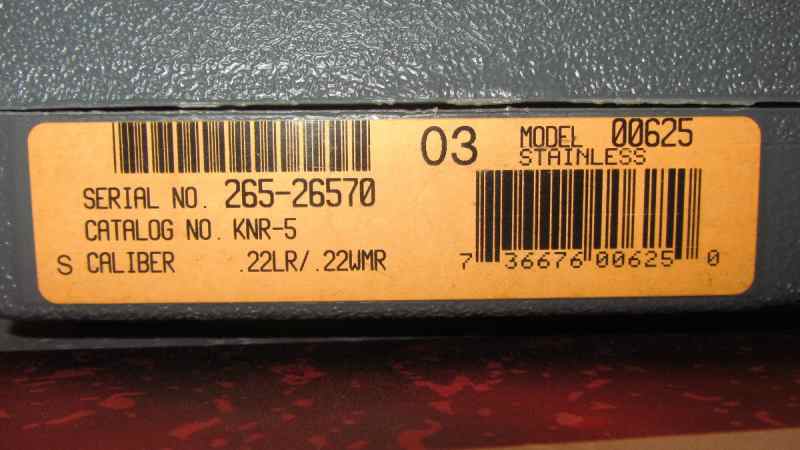 03 MODEL 00625
STAINLESS
SERIAL NO. 265-26570
CATALOG NO. KNR-5
S CALIBER .22LR/.22WMR
7 36676 00625 0